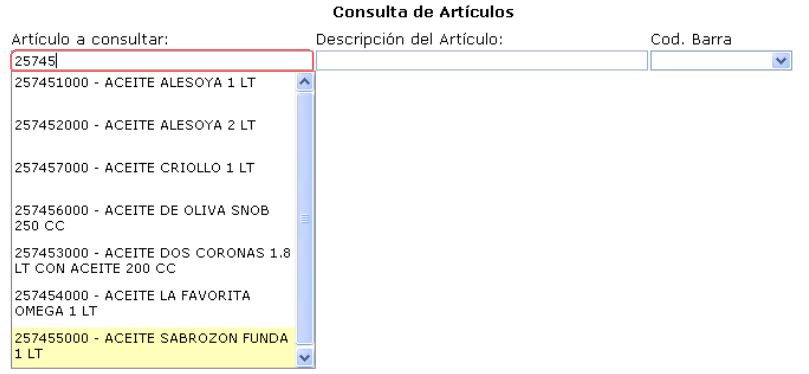 Consulta de Artículos
Artículo a consultar:
Descripción del Artículo:
Cod. Barra
25745
257451000 - ACEITE ALESOYA 1 LT
257452000 - ACEITE ALESOYA 2 LT
257457000 - ACEITE CRIOLLO 1 LT
257456000 - ACEITE DE OLIVA SNOB
250 CC
257453000 - ACEITE DOS CORONAS 1.8
LT CON ACEITE 200 CC
257454000 - ACEITE LA FAVORITA
OMEGA 1 LT
257455000 - ACEITE SABROZON FUNDA
1 LT